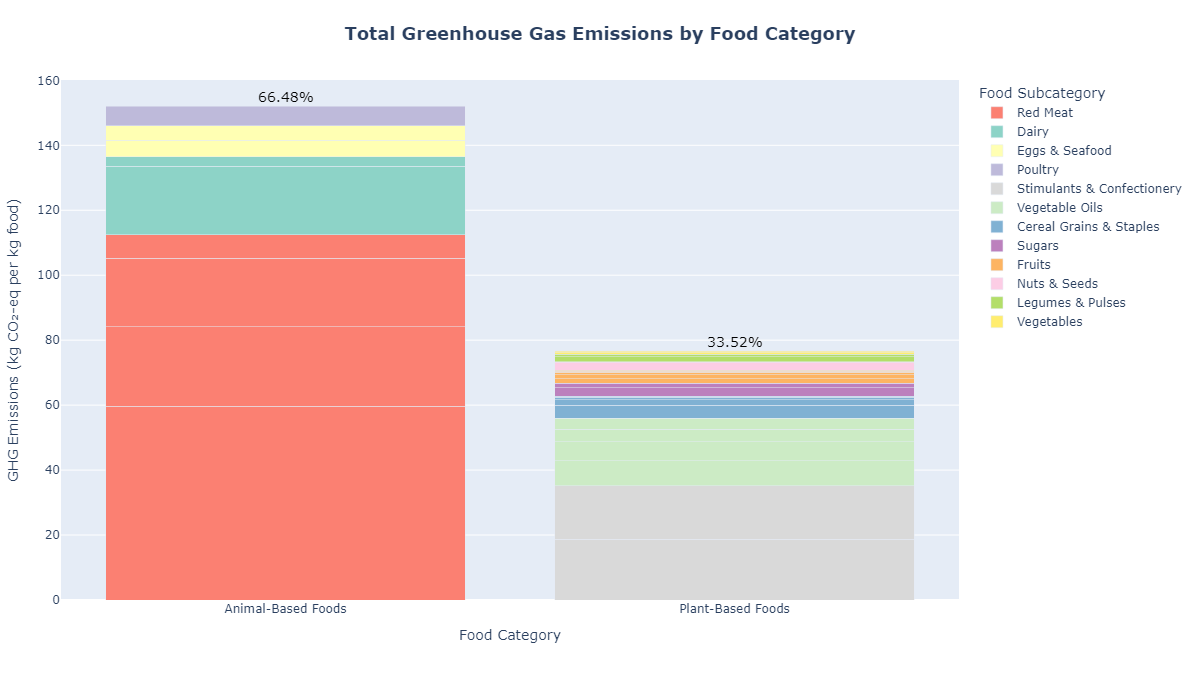 Total Greenhouse Gas Emissions by Food Category
GHG Emissions (kg CO₂-eq per kg food)
160
140
120
100
80
60
40
20
0
66.48%
33.52%
Animal-Based Foods
Plant-Based Foods
Food Category
Food Subcategory
Red Meat
Dairy
Eggs & Seafood
Poultry
Stimulants & Confectionery
Vegetable Oils
Cereal Grains & Staples
Sugars
Fruits
Nuts & Seeds
Legumes & Pulses
Vegetables